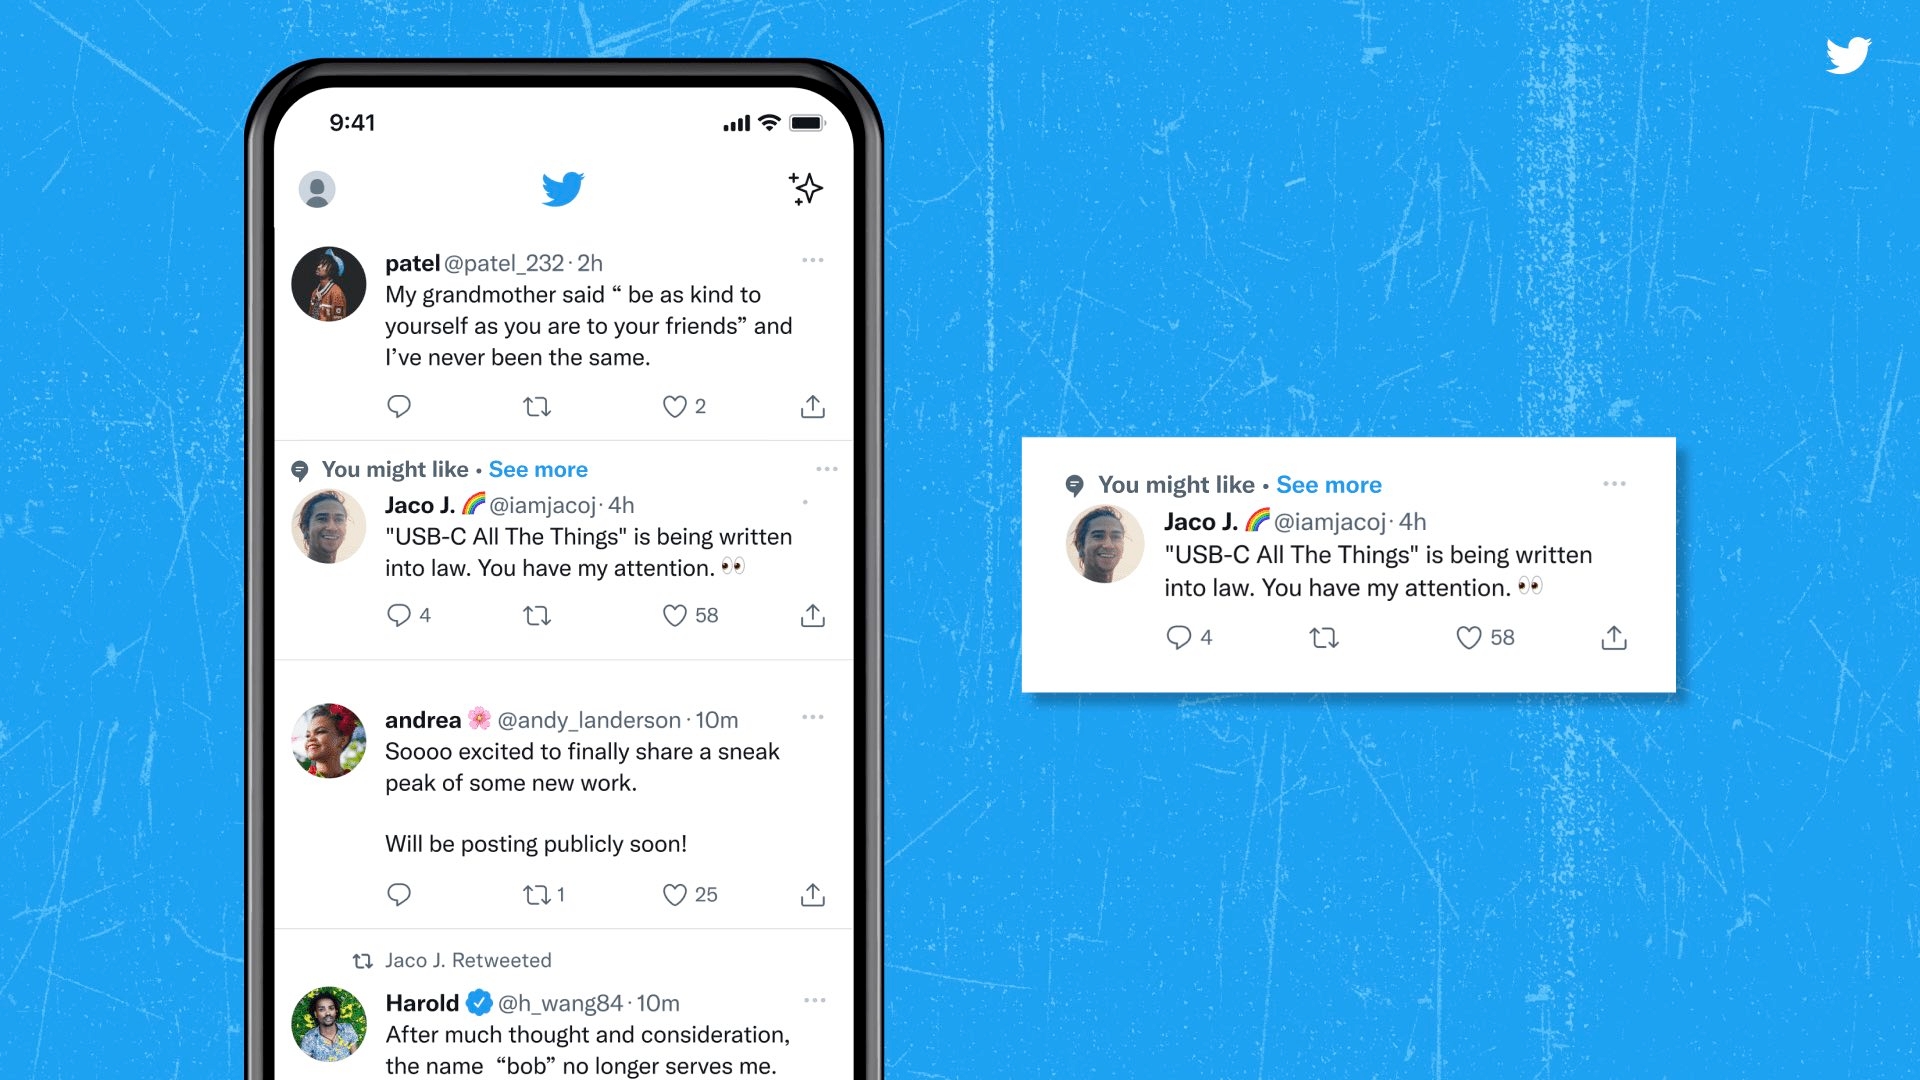 9:41
patel @patel_232 · 2h
My grandmother said “ be as kind to
yourself as you are to your friends” and
I’ve never been the same.
2
You might like • See more
Jaco J. 🌈 @iamjacoj · 4h
"USB-C All The Things" is being written
into law. You have my attention. 👀
4
58
andrea 🌸 @andy_landerson · 10m
Soooo excited to finally share a sneak
peak of some new work.
Will be posting publicly soon!
1
25
Jaco J. Retweeted
Harold @h_wang84 · 10m
After much thought and consideration,
the name “bob” no longer serves me.
You might like • See more
Jaco J. 🌈 @iamjacoj · 4h
"USB-C All The Things" is being written
into law. You have my attention. 👀
4
58